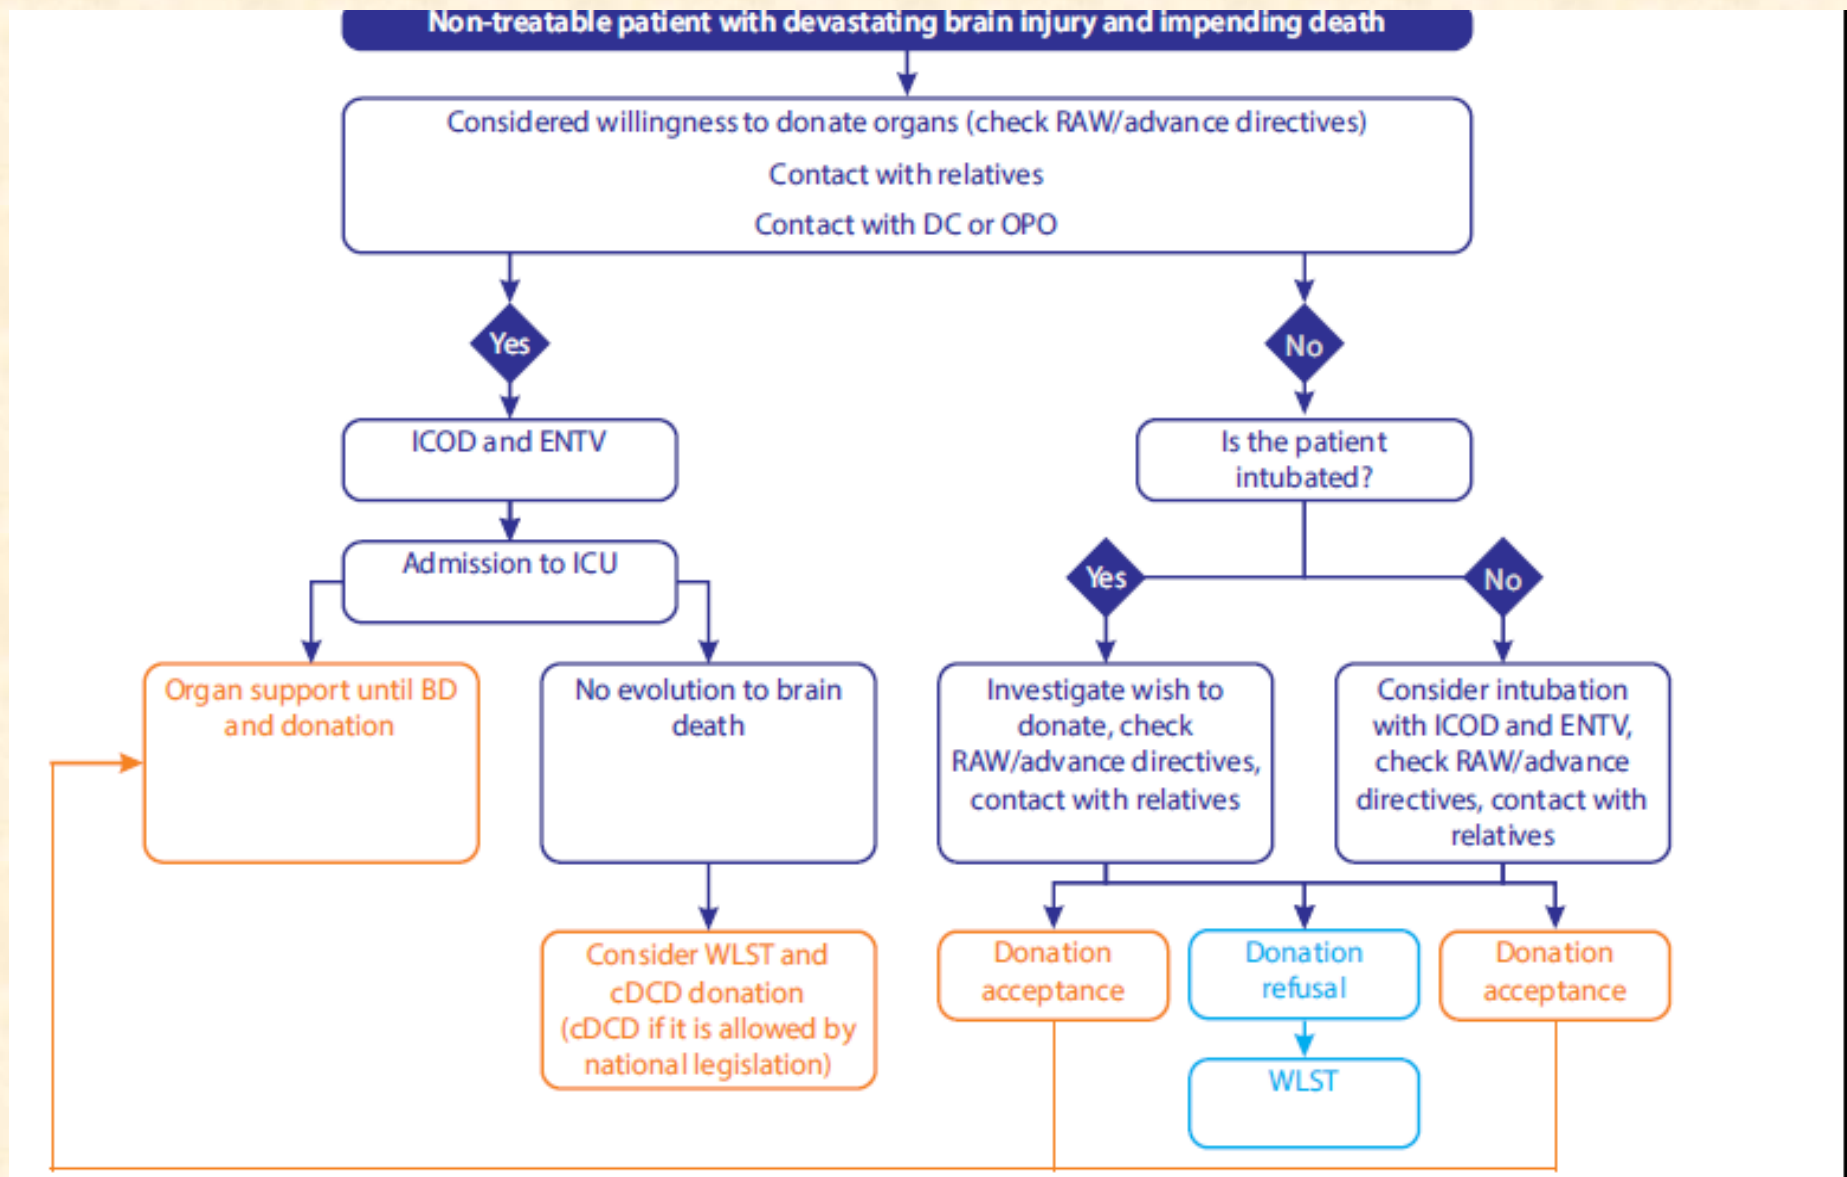 Non-treatable patient with devastating brain injury and impending death
Considered willingness to donate organs (check RAW/advance directives)
Contact with relatives
Contact with DC or OPO
Yes
No
ICOD and ENTV
Is the patient
intubated?
Admission to ICU
Yes
No
Organ support until BD
and donation
No evolution to brain
death
Investigate wish to
donate, check
RAW/advance directives,
contact with relatives
Consider intubation
with ICOD and ENTV,
check RAW/advance
directives, contact with
relatives
Consider WLST and
cDCD donation
(cDCD if it is allowed by
national legislation)
Donation
acceptance
Donation
refusal
Donation
acceptance
WLST